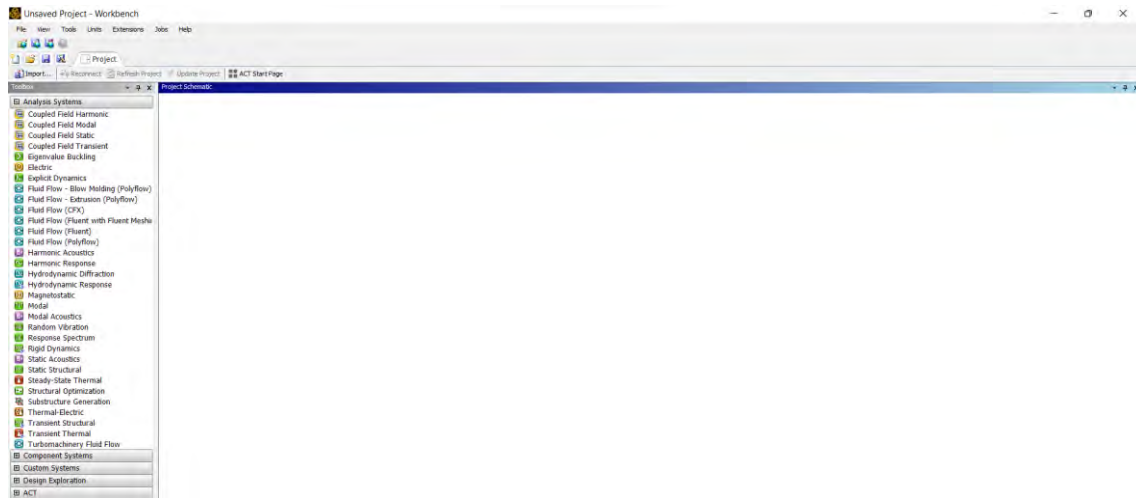 Unsaved Project - Workbench
File View Tools Units Extensions Jobs Help
Project
Import... Reconnect Refresh Project Update Project ACT Start Page
Toolbox
Project Schematic
Analysis Systems
Coupled Field Harmonic
Coupled Field Modal
Coupled Field Static
Coupled Field Transient
Eigenvalue Buckling
Electric
Explicit Dynamics
Fluid Flow - Blow Molding (Polyflow)
Fluid Flow - Extrusion (Polyflow)
Fluid Flow (CFX)
Fluid Flow (Fluent with Fluent Meshi
Fluid Flow (Fluent)
Fluid Flow (Polyflow)
Harmonic Acoustics
Harmonic Response
Hydrodynamic Diffraction
Hydrodynamic Response
Magnetostatic
Modal
Modal Acoustics
Random Vibration
Response Spectrum
Rigid Dynamics
Static Acoustics
Static Structural
Steady-State Thermal
Structural Optimization
Substructure Generation
Thermal-Electric
Transient Structural
Transient Thermal
Turbomachinery Fluid Flow
Component Systems
Custom Systems
Design Exploration
ACT